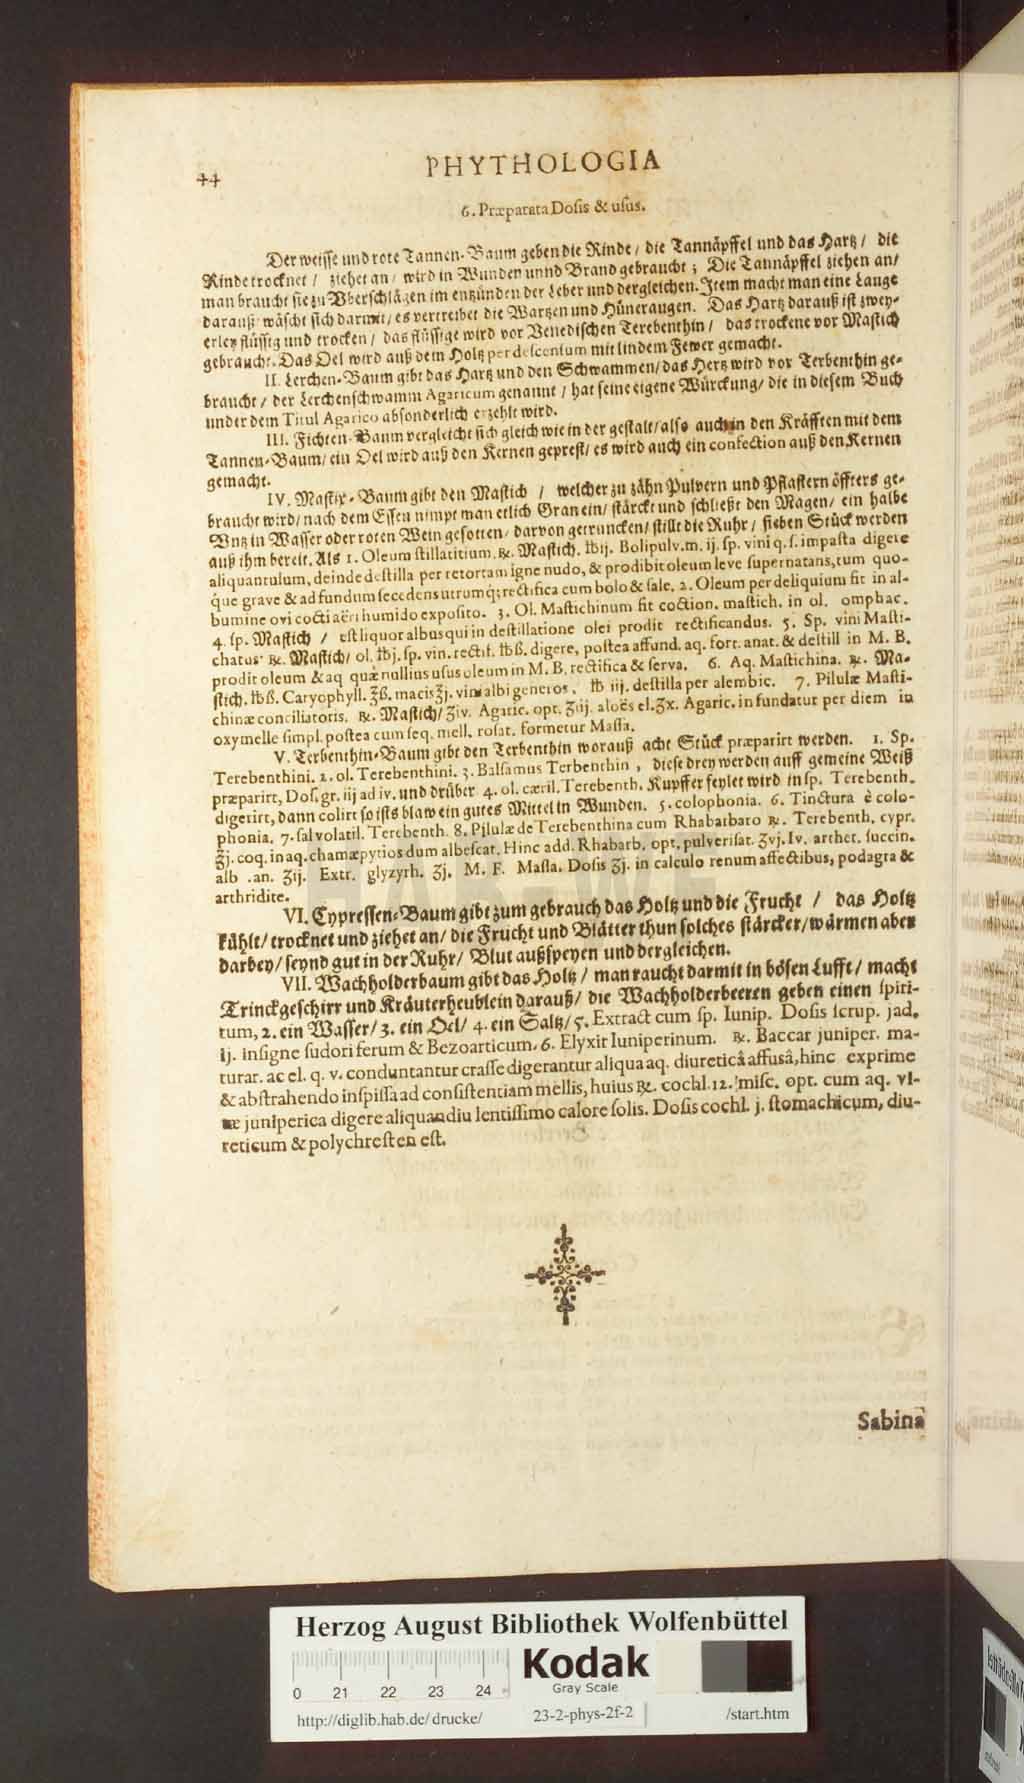 44
PHYTHOLOGIA
6. Præparata Dosis & usus.
Der weisse und rote Tannen-Baum geben die Rinde / die Tannäpffel und das Hartz / die
Rinde trocknet / ziehet an / wird in Wunden unnd Brand gebraucht; Die Tannäpffel ziehen an/
man braucht sie zu Vberschlägen im entzünden der Leber und dergleichen. Item macht man eine Lauge
darauß wäscht sich darmit / es vertreibet die Wartzen und Hüneraugen. Das Hartz darauß ist zwey-
erley flüssig und trocken / das flüssige wird vor Venedischen Terebenthin / das trockene vor Mastich
gebraucht. Das Oel wird auß dem Holtz per descensum mit lindem Fewer gemacht.
II. Lerchen-Baum gibt das Hartz und den Schwammen / das Hertz wird vor Terbenthin ge-
braucht / der Lerchenschwamm Agaricum genannt / hat seine eigene Würckung / die in diesem Buch
under dem Titul Agarico absonderlich erzehlt wird.
III. Fichten-Baum vergleicht sich gleich wie in der gestalt / also auch in den Kräfften mit dem
Tannen-Baum / ein Oel wird auß den Kernen geprest / es wird auch ein confection auß den Kernen
gemacht.
IV. Mastix-Baum gibt den Mastich / welcher zu zähn Pulvern und Pflastern öffters ge-
braucht wird / nach dem Essen nimpt man etlich Gran ein / stärckt und schließt den Magen / ein halbe
Vntz in Wasser oder roten Wein gesotten / darvon getruncken / stillt die Ruhr / sieben Stück werden
auß ihm bereit. Als 1. Oleum stillatitium. ℞. Mastich. ℔ij. Boli pulv. m. ij. sp. vini q. s. impasta digere
aliquantulum, deinde destilla per retortam igne nudo, & prodibit oleum leve supernatans, tum quo-
que grave & ad fundum secedens utrumq; rectifica cum bolo & sale. 2. Oleum per deliquium fit in al-
bumine ovi cocti aëri humido exposito. 3. Ol. Mastichinum fit coction. mastich. in ol. omphac.
4. sp. Mastich / est liquor albus qui in destillatione olei prodit rectificandus. 5. Sp. vini Masti-
chatus ℞. Mastich / ol. ℔j. sp. vin. rectif. ℔ß. digere, postea affund. aq. fort. anat. & destill in M. B.
prodit oleum & aq quæ nullius usus oleum in M. B. rectifica & serva. 6. Aq. Mastichina. ℞. Ma-
stich. ℔ß. Caryophyll. ʒß. macis ʒj. vini albi generos. ℔ iij. destilla per alembic. 7. Pilulæ Masti-
chinæ conciliatoris. ℞. Mastich / ʒiv. Agaric. opt. ʒiij. aloës el. ʒx. Agaric. infundatur per diem in
oxymelle simpl. postea cum seq. mell. rosat. formetur Massa.
V. Terbenthin-Baum gibt den Terbenthin worauß acht Stück præparirt werden. 1. Sp.
Terebenthini. 2. ol. Terebenthini. 3. Balsamus Terbenthin, diese drey werden auff gemeine Weiß
præparirt, Dos. gr. iij ad iv. und drüber 4. ol. cæril. Terebenth. Kupffer feylet wird in sp. Terebenth.
digerirt, dann colirt so ists blaw ein gutes Mittel in Wunden. 5. colophonia. 6. Tinctura è colo-
phonia. 7. sal volatil. Terebenth. 8. Pilulæ de Terebenthina cum Rhabarbato ℞. Terebenth. cypr.
ʒj. coq. in aq. chamæpytios dum albescat. Hinc add. Rhabarb. opt. pulverisat. ʒvj. Iv. arthet. succin.
alb. an. ʒij. Extr. glyzyrh. ʒj. M. F. Massa. Dosis ʒj. in calculo renum affectibus, podagra &
arthridite.
VI. Cypressen-Baum gibt zum gebrauch das Holtz und die Frucht / das Holtz
kühlt / trocknet und ziehet an / die Frucht und Blätter thun solches stärcker / wärmen aben
darbey / seynd gut in der Ruhr / Blut außspeyen und dergleichen.
VII. Wachholderbaum gibt das Holtz / man raucht darmit in bösen Lufft / macht
Trinckgeschirr und Kräuterheublein darauß / die Wachholderbeeren geben einen spiri-
tum, 2. ein Wasser / 3. ein Oel / 4. ein Saltz / 5. Extract cum sp. Iunip. Dosis scrup. j ad.
ij. insigne sudoriferum & Bezoarticum. 6. Elyxir Iuniperinum. ℞. Baccar juniper. ma-
turar. ac el. q. v. conduntantur crasse digerantur aliqua aq. diureticâ affusâ, hinc exprime
& abstrahendo inspissa ad consistentiam mellis, huius ℞. cochl. 12. misc. opt. cum aq. vi-
tæ juniperica digere aliquandiu lentissimo calore solis. Dosis cochl. j. stomachicum, diu-
reticum & polychresten est.
Sabina
Herzog August Bibliothek Wolfenbüttel
0 21 22 23 24
Kodak
Gray Scale
http://diglib.hab.de/drucke/ 23-2-phys-2f-2 /start.htm